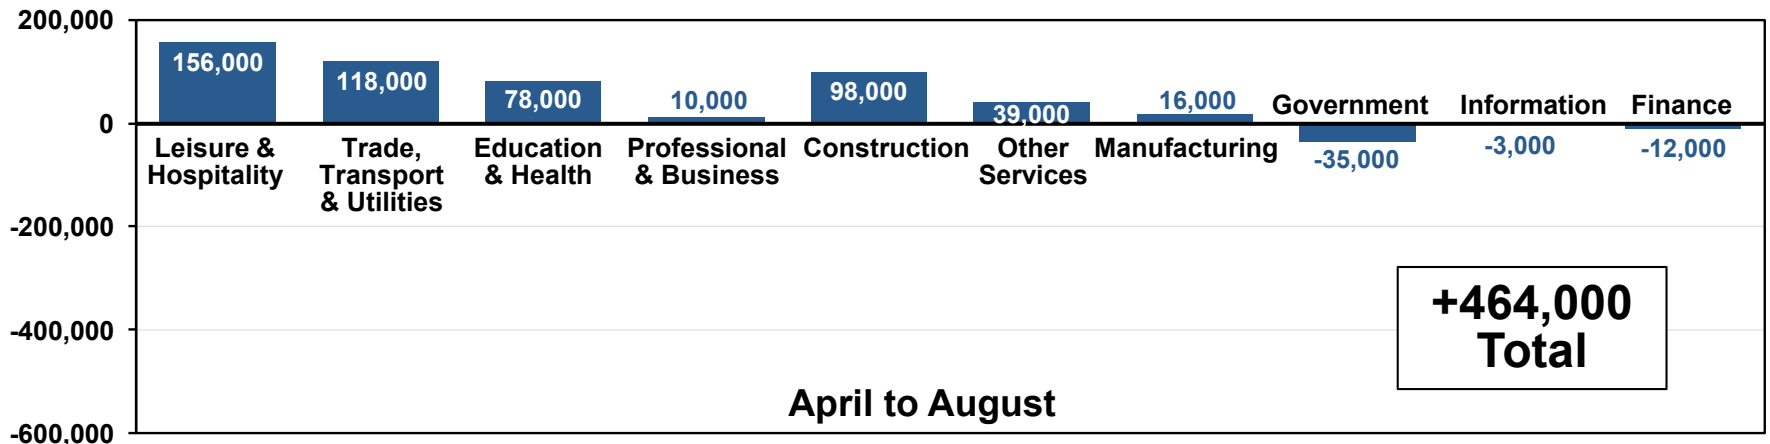 200,000
0
-200,000
-400,000
-600,000
156,000
118,000
78,000
10,000
98,000
39,000
16,000
Government
Information
Finance
Leisure &
Hospitality
Trade,
Transport
& Utilities
Education
& Health
Professional
& Business
Construction
Other
Services
Manufacturing
-35,000
-3,000
-12,000
+464,000
Total
April to August